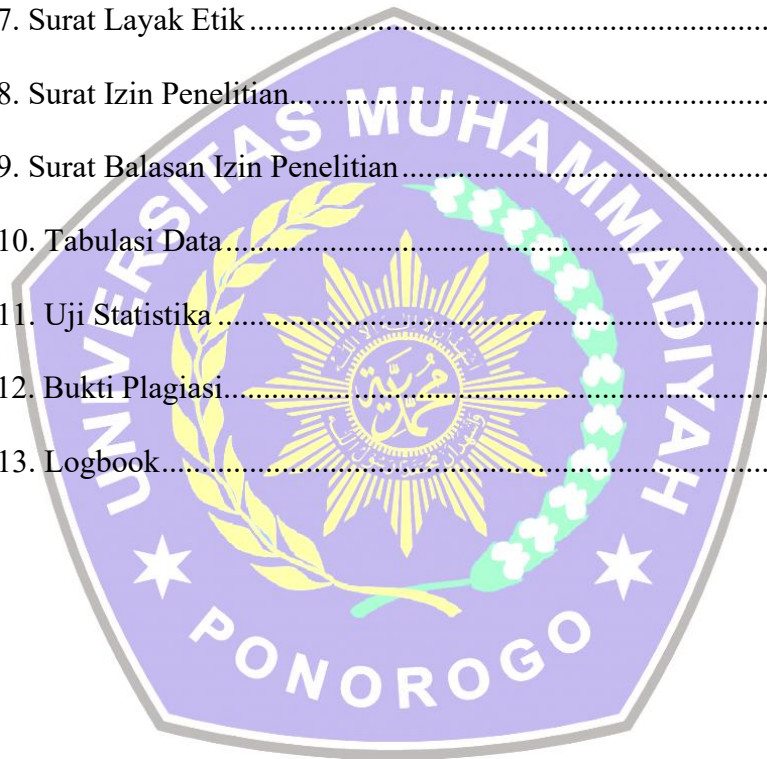 7. Surat Layak Etik................................................................
8. Surat Izin Penelitian...........................................................
9. Surat Balasan Izin Penelitian..............................................
10. Tabulasi Data...................................................................
11. Uji Statistika....................................................................
12. Bukti Plagiasi...................................................................
13. Logbook...........................................................................
UNIVERSITAS MUHAMMADIYAH
محمدية
PONOROGO